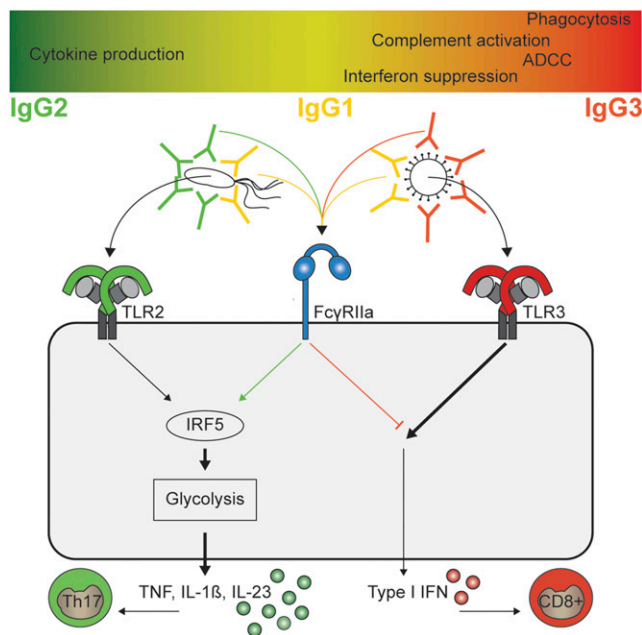 Phagocytosis
Complement activation
Cytokine production
ADCC
Interferon suppression
IgG2
IgG1
IgG3
TLR2
FcγRIIa
TLR3
IRF5
Glycolysis
TNF, IL-1ß, IL-23
Type I IFN
Th17
CD8+